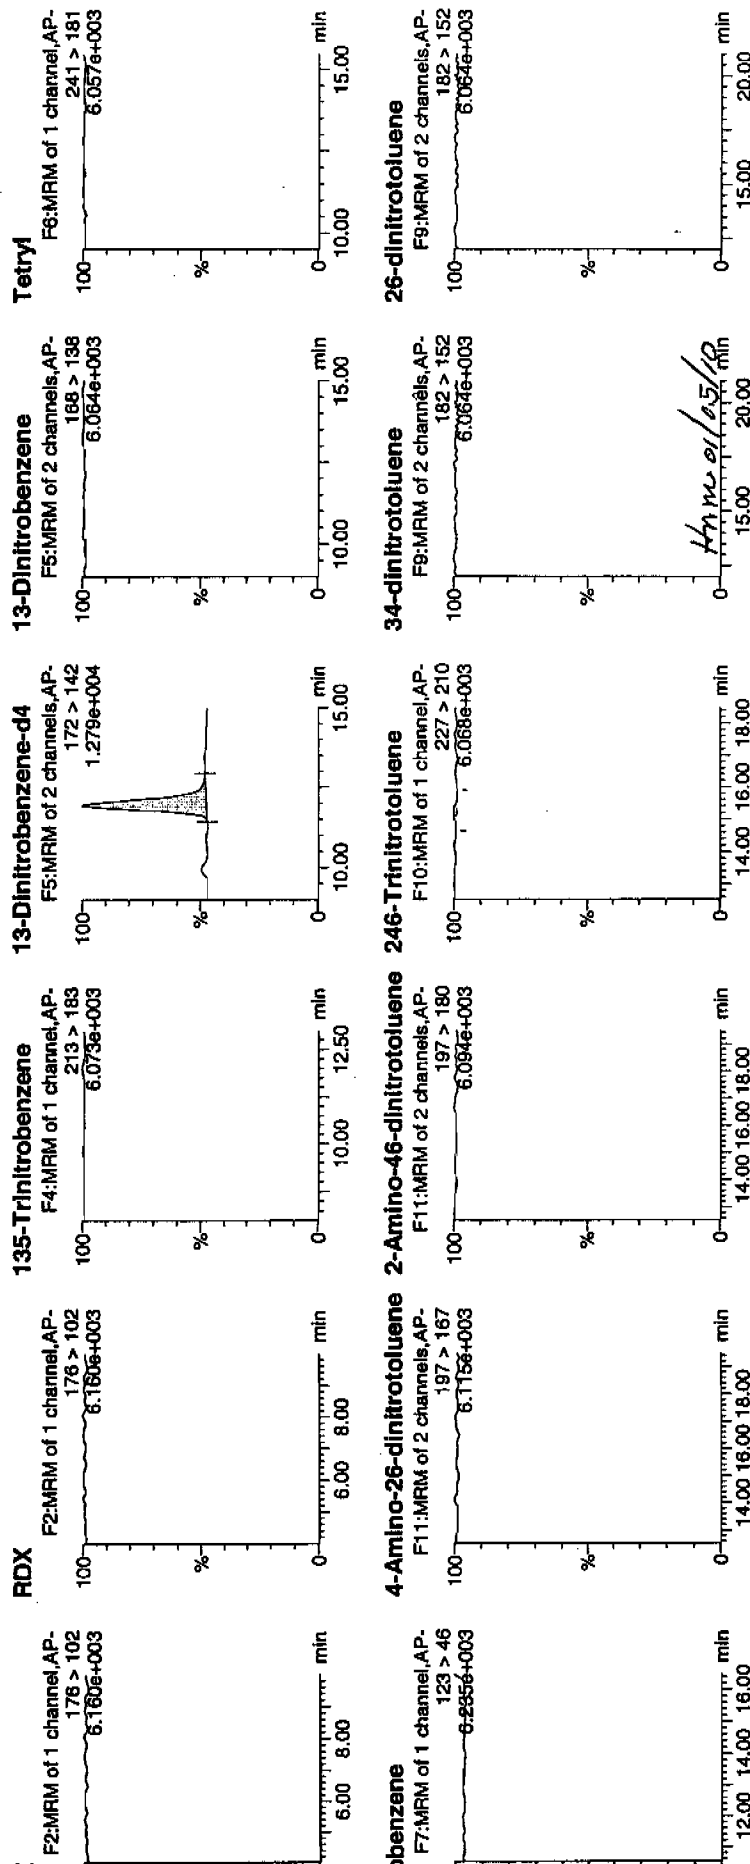 F2:MRM of 1 channel,AP-
176 > 102
6.160e+003
6.00 8.00
min
RDX
F2:MRM of 1 channel,AP-
176 > 102
6.160e+003
100
%
0
6.00 8.00
min
135-Trinitrobenzene
F4:MRM of 1 channel,AP-
213 > 183
6.073e+003
100
%
0
10.00 12.50
min
13-Dinitrobenzene-d4
F5:MRM of 2 channels,AP-
172 > 142
1.279e+004
100
%
0
10.00 15.00
min
13-Dinitrobenzene
F5:MRM of 2 channels,AP-
168 > 138
6.064e+003
100
%
0
10.00 15.00
min
Tetryl
F6:MRM of 1 channel,AP-
241 > 181
6.057e+003
100
%
0
10.00 15.00
min
obenzene
F7:MRM of 1 channel,AP-
123 > 46
6.235e+003
12.00 14.00 16.00
min
4-Amino-26-dinitrotoluene
F11:MRM of 2 channels,AP-
197 > 167
6.115e+003
100
%
0
14.00 16.00 18.00
min
2-Amino-46-dinitrotoluene
F11:MRM of 2 channels,AP-
197 > 180
6.094e+003
100
%
0
14.00 16.00 18.00
min
246-Trinitrotoluene
F10:MRM of 1 channel,AP-
227 > 210
6.068e+003
100
%
0
14.00 16.00 18.00
min
34-dinitrotoluene
F9:MRM of 2 channels,AP-
182 > 152
6.064e+003
100
%
0
15.00 20.00
min
01/05/10
26-dinitrotoluene
F9:MRM of 2 channels,AP-
182 > 152
6.064e+003
100
%
0
15.00 20.00
min